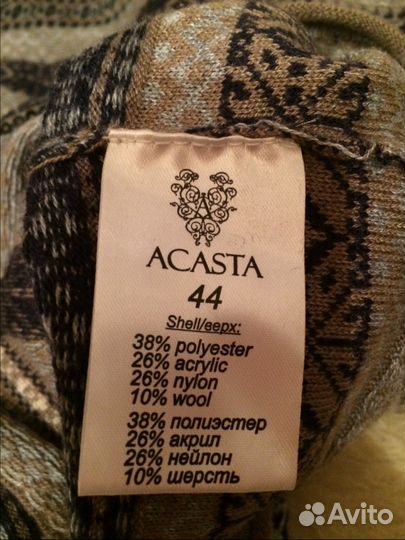 ACASTA
44
Shell/верх:
38% polyester
26% acrylic
26% nylon
10% wool
38% полиэстер
26% акрил
26% нейлон
10% шерсть
Avito